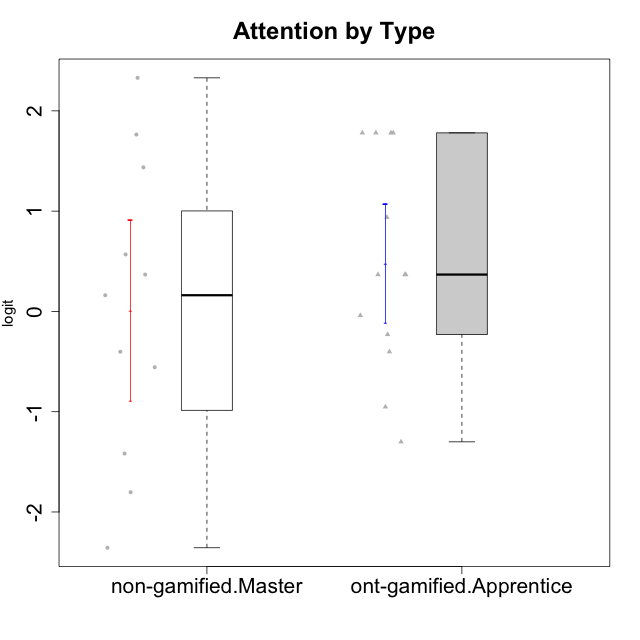 Attention by Type
2
1
0
-1
-2
logit
non-gamified.Master
ont-gamified.Apprentice